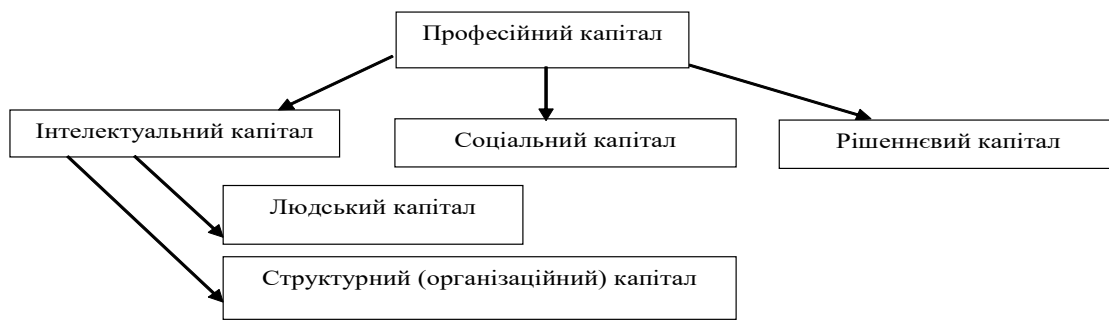 Професійний капітал
Інтелектуальний капітал
Соціальний капітал
Рішеннєвий капітал
Людський капітал
Структурний (організаційний) капітал